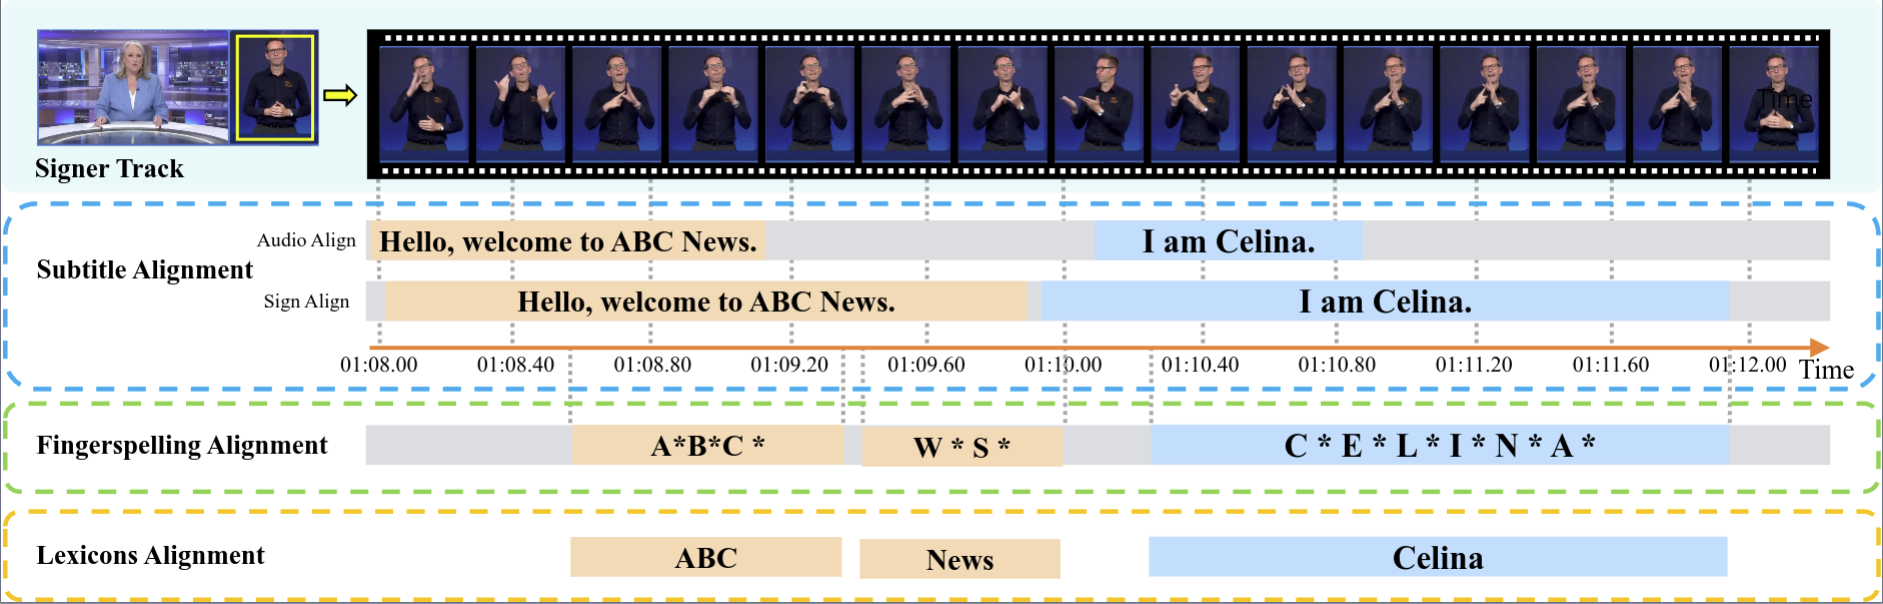 Time
Signer Track
Audio Align
Hello, welcome to ABC News.
I am Celina.
Subtitle Alignment
Sign Align
Hello, welcome to ABC News.
I am Celina.
01:08.00 01:08.40 01:08.80 01:09.20 01:09.60 01:10.00 01:10.40 01:10.80 01:11.20 01:11.60 01:12.00 Time
Fingerspelling Alignment
A*B*C *
W * S *
C * E * L * I * N * A *
Lexicons Alignment
ABC
News
Celina